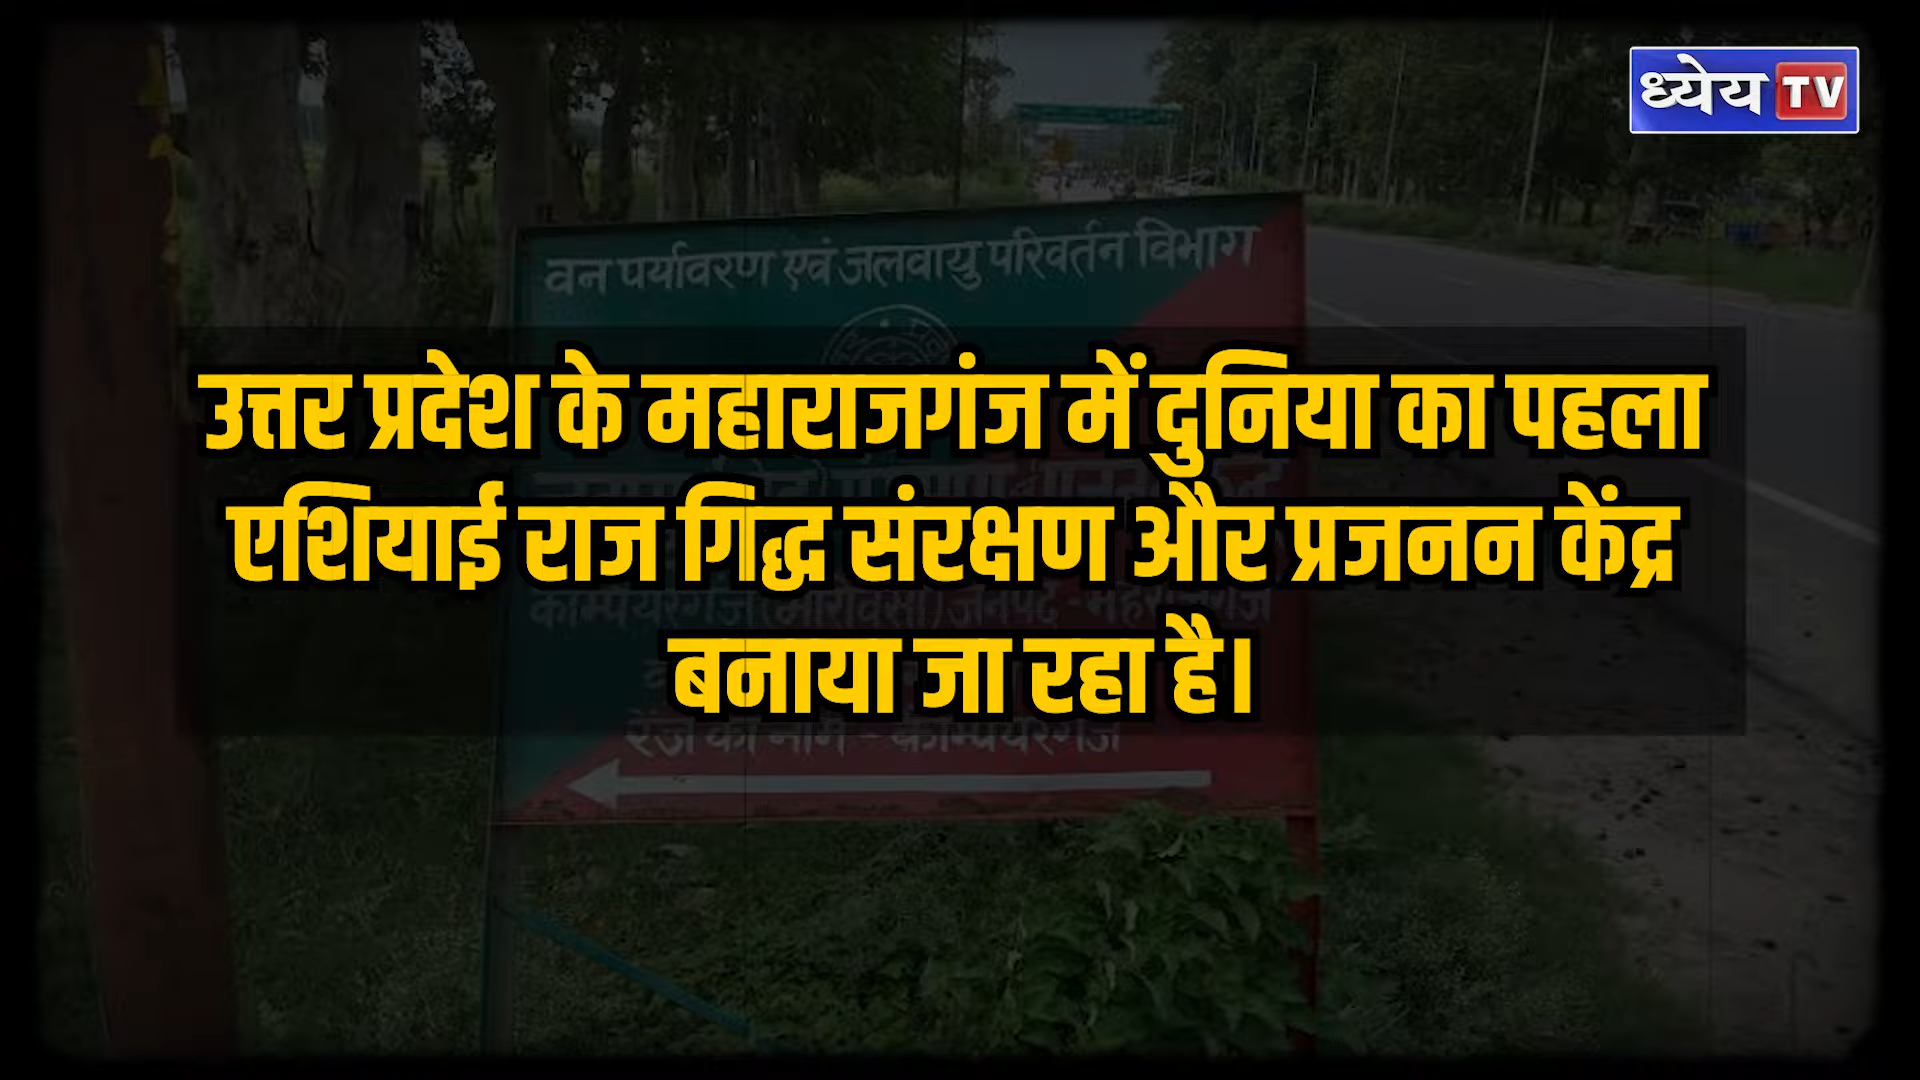 ध्येय TV
वन पर्यावरण एवं जलवायु परिवर्तन विभाग
उत्तर प्रदेश के महाराजगंज में दुनिया का पहला
एशियाई राज गिद्ध संरक्षण और प्रजनन केंद्र
बनाया जा रहा है।
रेंज का नाम - कैम्पियरगंज